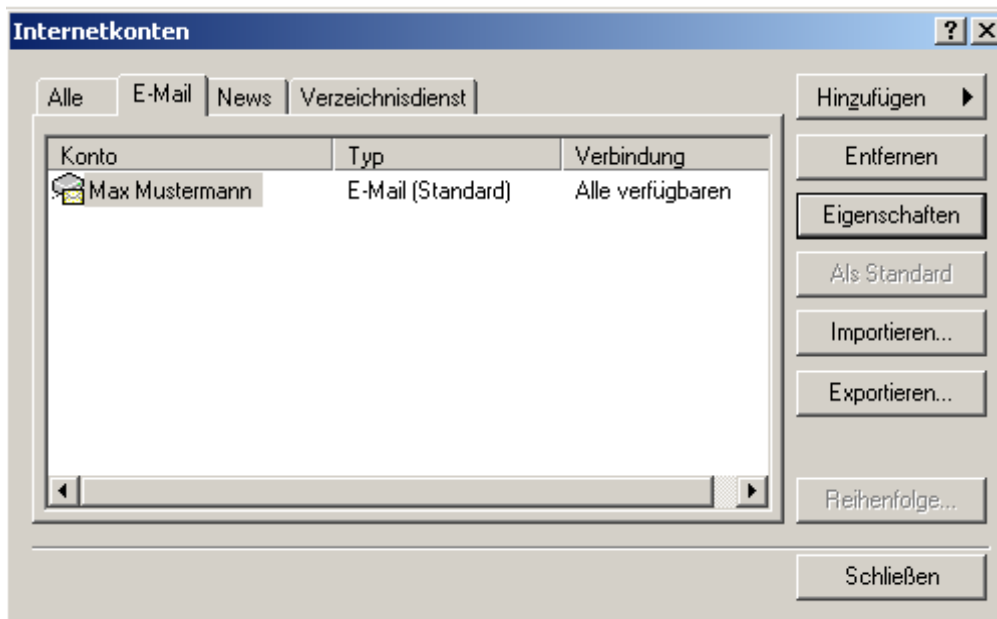 Internetkonten
Alle E-Mail News Verzeichnisdienst
Konto Typ Verbindung
Max Mustermann E-Mail (Standard) Alle verfügbaren
Hinzufügen
Entfernen
Eigenschaften
Als Standard
Importieren...
Exportieren...
Reihenfolge...
Schließen